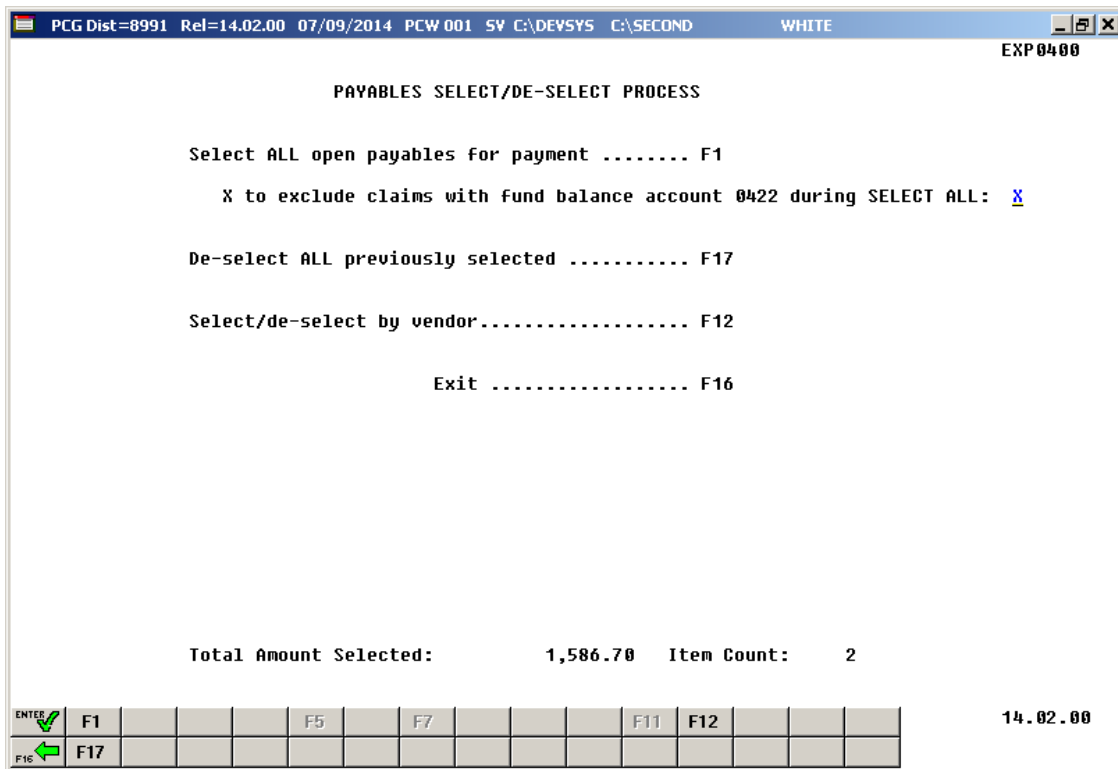 PCG Dist=8991 Rel=14.02.00 07/09/2014 PCW 001 SV C:\DEVSYS C:\SECOND WHITE
EXP0400
PAYABLES SELECT/DE-SELECT PROCESS
Select ALL open payables for payment ........ F1
X to exclude claims with fund balance account 0422 during SELECT ALL: X
De-select ALL previously selected ........... F17
Select/de-select by vendor................... F12
Exit .................. F16
Total Amount Selected: 1,586.70 Item Count: 2
ENTER F1 F5 F7 F11 F12 14.02.00
F16 F17